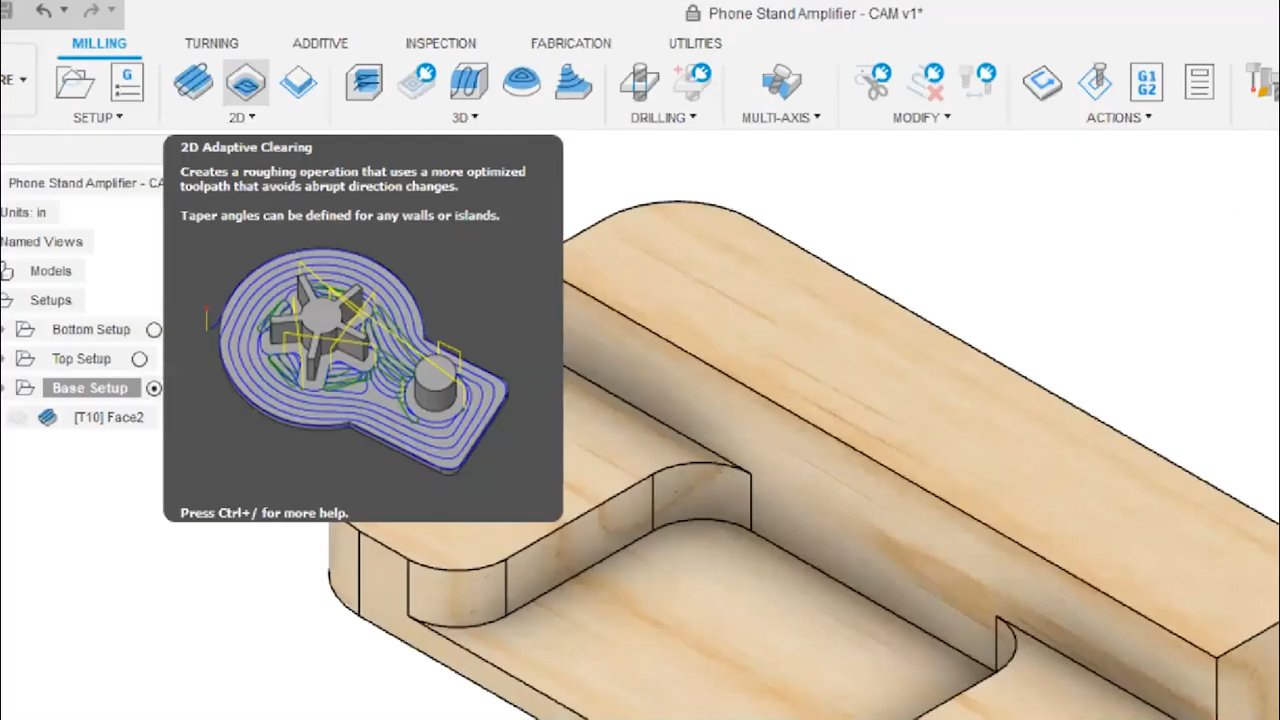 Phone Stand Amplifier - CAM v1*
MILLING
TURNING
ADDITIVE
INSPECTION
FABRICATION
UTILITIES
RE
G
G1
G2
SETUP
2D
3D
DRILLING
MULTI-AXIS
MODIFY
ACTIONS
2D Adaptive Clearing
Creates a roughing operation that uses a more optimized
toolpath that avoids abrupt direction changes.
Taper angles can be defined for any walls or islands.
Press Ctrl+/ for more help.
Phone Stand Amplifier - CA
Units: in
Named Views
Models
Setups
Bottom Setup
Top Setup
Base Setup
[T10] Face2